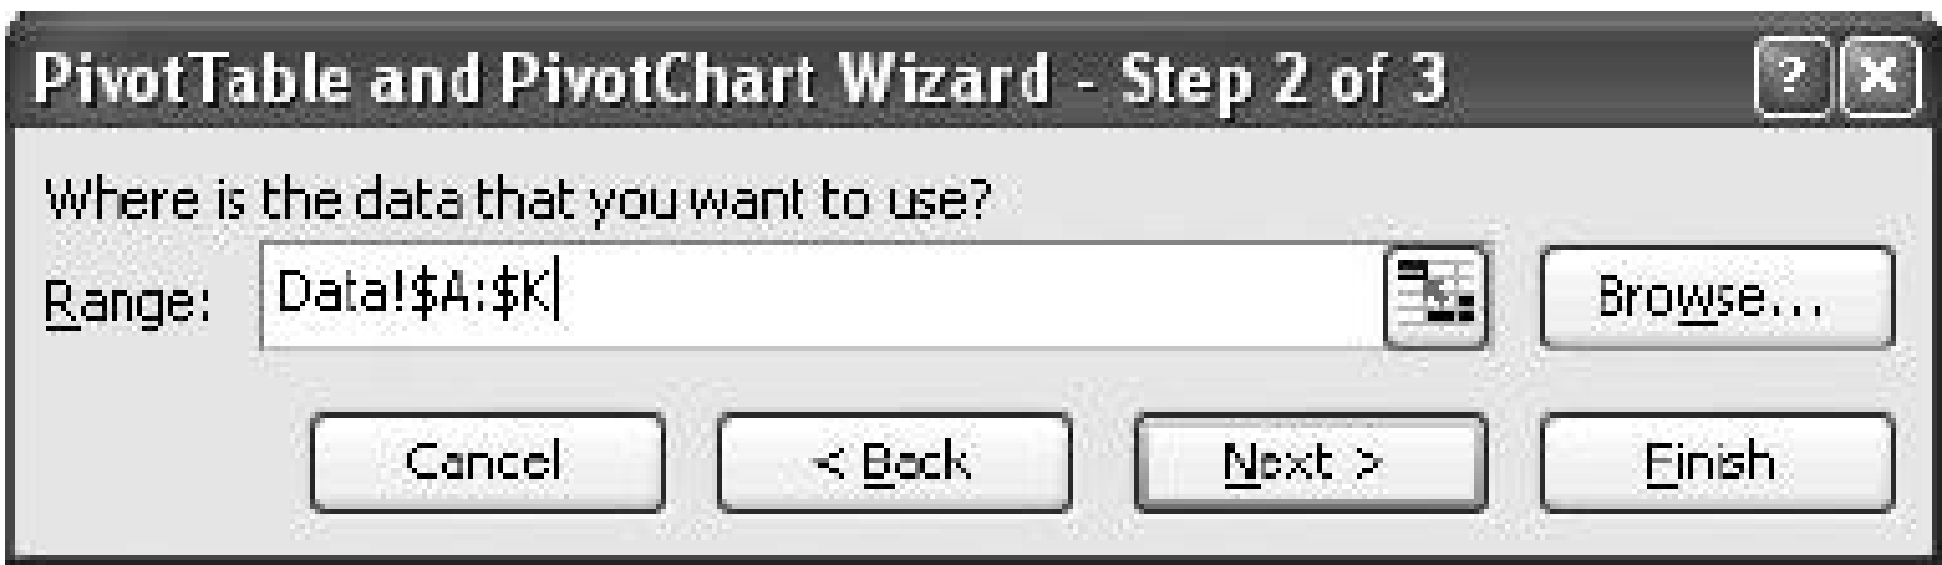 PivotTable and PivotChart Wizard - Step 2 of 3 ?
Where is the data that you want to use?
Range: Data!$A:$K Browse...
Cancel < Back Next > Finish